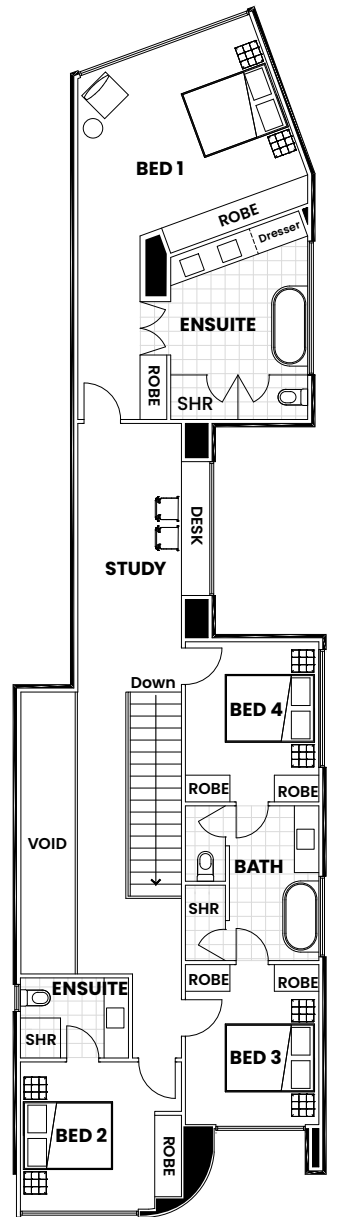 BED 1
ROBE
Dresser
ENSUITE
ROBE
SHR
DESK
STUDY
Down
BED 4
ROBE
ROBE
VOID
BATH
SHR
ENSUITE
ROBE
ROBE
SHR
BED 3
BED 2
ROBE